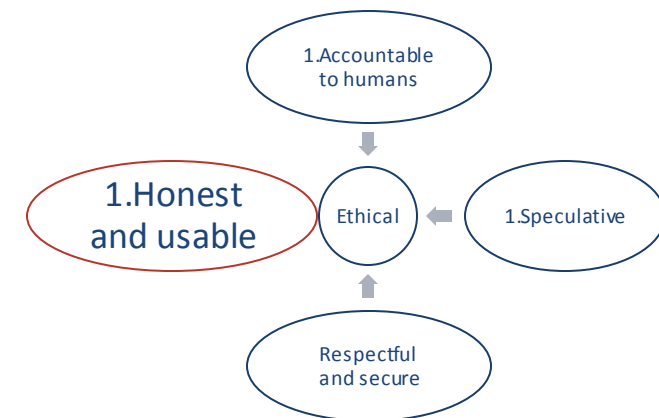 1.Accountable
to humans
1.Honest
and usable
Ethical
1.Speculative
Respectful
and secure